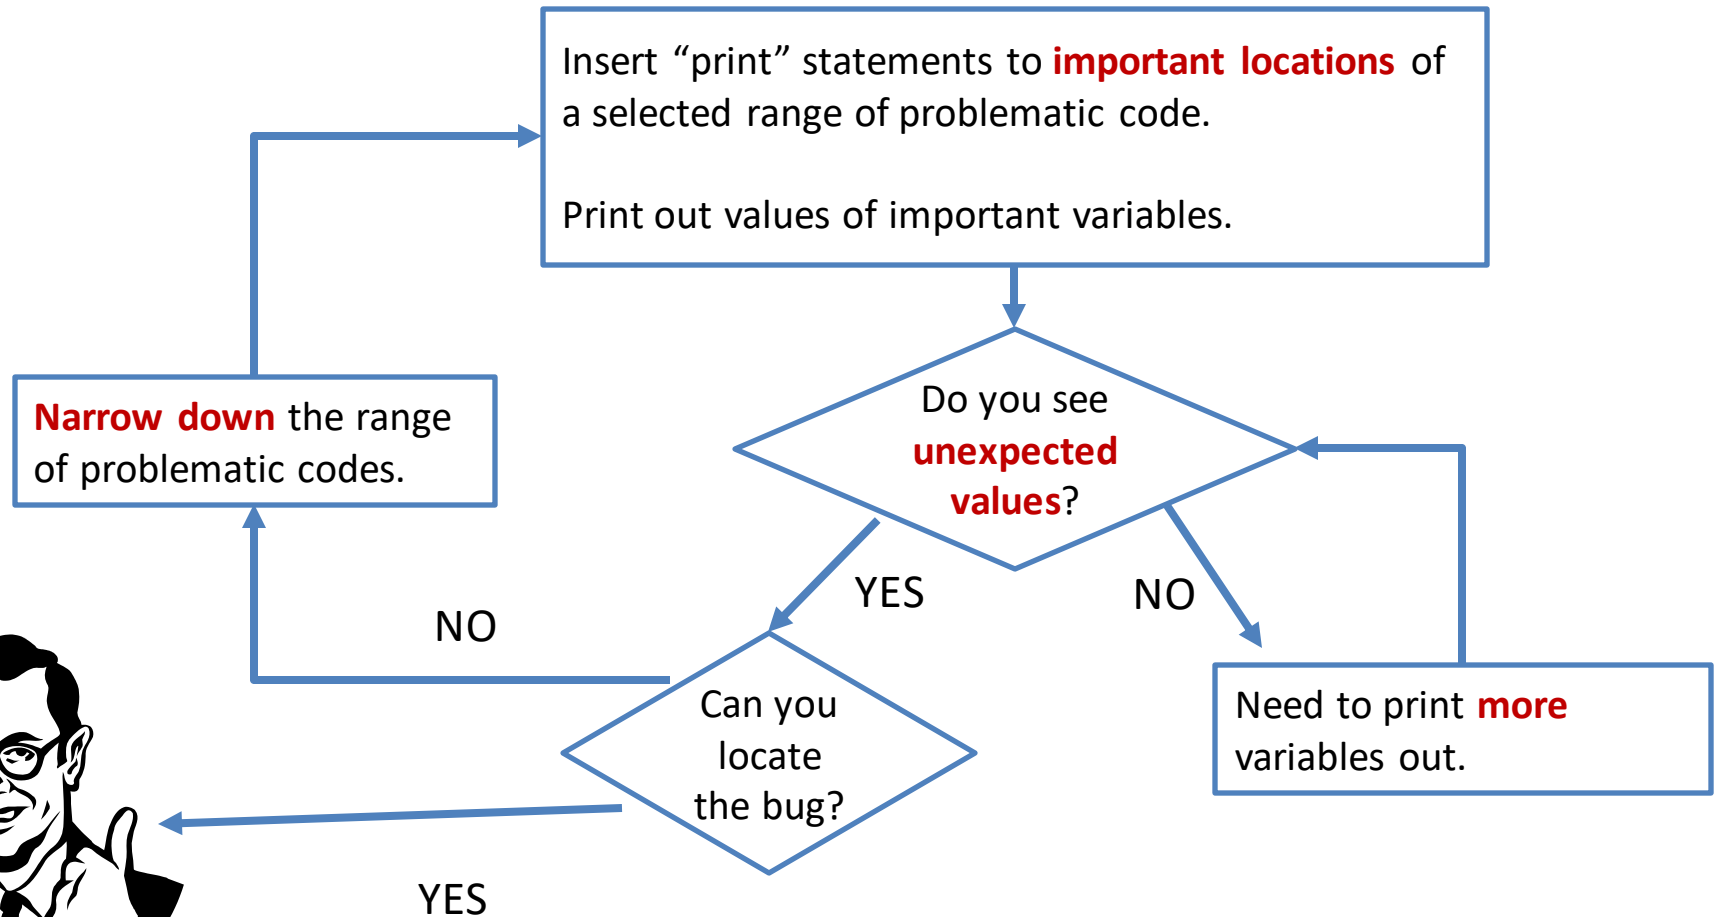 Insert “print” statements to important locations of
a selected range of problematic code.
Print out values of important variables.
Narrow down the range
of problematic codes.
Do you see
unexpected
values?
YES
NO
NO
Can you
locate
the bug?
Need to print more
variables out.
YES